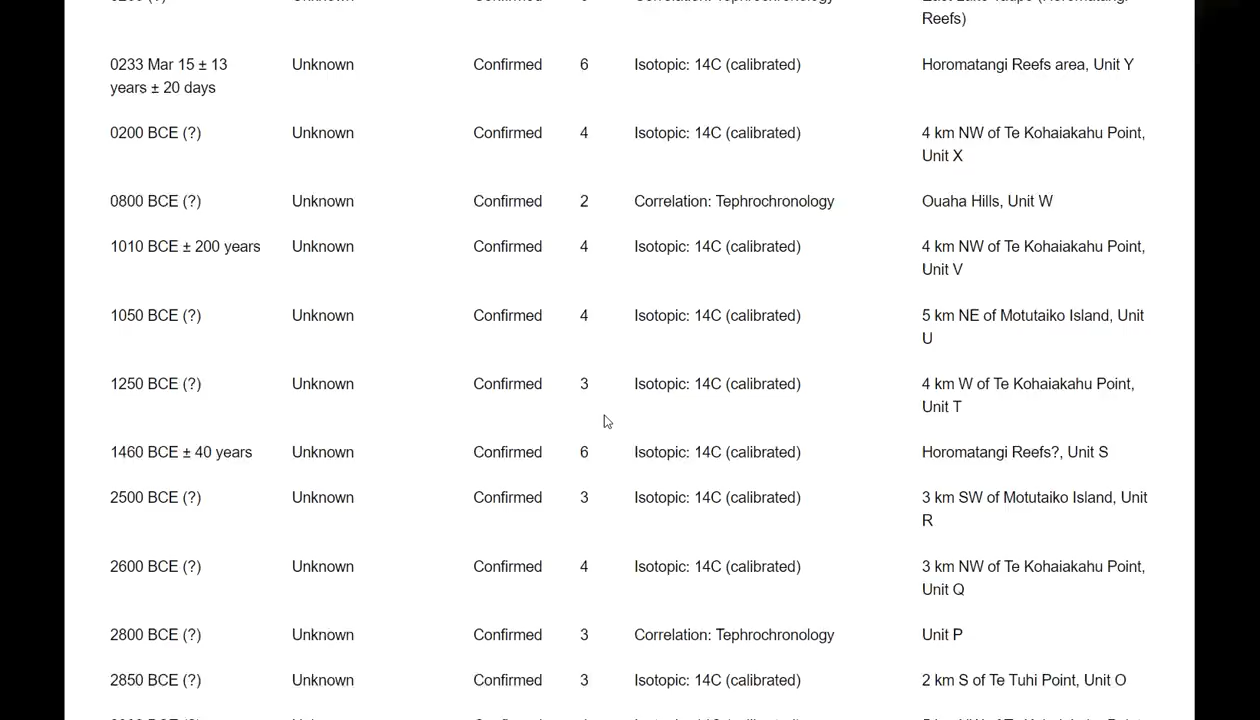 Reefs)
0233 Mar 15 ± 13 Unknown Confirmed 6 Isotopic: 14C (calibrated) Horomatangi Reefs area, Unit Y
years ± 20 days
0200 BCE (?) Unknown Confirmed 4 Isotopic: 14C (calibrated) 4 km NW of Te Kohaiakahu Point,
Unit X
0800 BCE (?) Unknown Confirmed 2 Correlation: Tephrochronology Ouaha Hills, Unit W
1010 BCE ± 200 years Unknown Confirmed 4 Isotopic: 14C (calibrated) 4 km NW of Te Kohaiakahu Point,
Unit V
1050 BCE (?) Unknown Confirmed 4 Isotopic: 14C (calibrated) 5 km NE of Motutaiko Island, Unit
U
1250 BCE (?) Unknown Confirmed 3 Isotopic: 14C (calibrated) 4 km W of Te Kohaiakahu Point,
Unit T
1460 BCE ± 40 years Unknown Confirmed 6 Isotopic: 14C (calibrated) Horomatangi Reefs?, Unit S
2500 BCE (?) Unknown Confirmed 3 Isotopic: 14C (calibrated) 3 km SW of Motutaiko Island, Unit
R
2600 BCE (?) Unknown Confirmed 4 Isotopic: 14C (calibrated) 3 km NW of Te Kohaiakahu Point,
Unit Q
2800 BCE (?) Unknown Confirmed 3 Correlation: Tephrochronology Unit P
2850 BCE (?) Unknown Confirmed 3 Isotopic: 14C (calibrated) 2 km S of Te Tuhi Point, Unit O